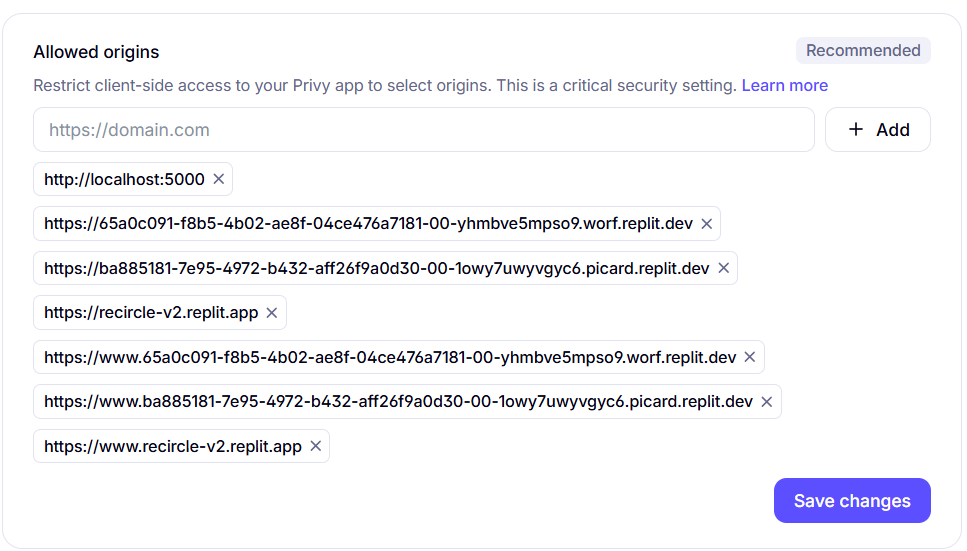 Allowed origins
Recommended
Restrict client-side access to your Privy app to select origins. This is a critical security setting. Learn more
https://domain.com
+ Add
http://localhost:5000 ×
https://65a0c091-f8b5-4b02-ae8f-04ce476a7181-00-yhmbve5mpso9.worf.replit.dev ×
https://ba885181-7e95-4972-b432-aff26f9a0d30-00-1owy7uwyvgyc6.picard.replit.dev ×
https://recircle-v2.replit.app ×
https://www.65a0c091-f8b5-4b02-ae8f-04ce476a7181-00-yhmbve5mpso9.worf.replit.dev ×
https://www.ba885181-7e95-4972-b432-aff26f9a0d30-00-1owy7uwyvgyc6.picard.replit.dev ×
https://www.recircle-v2.replit.app ×
Save changes